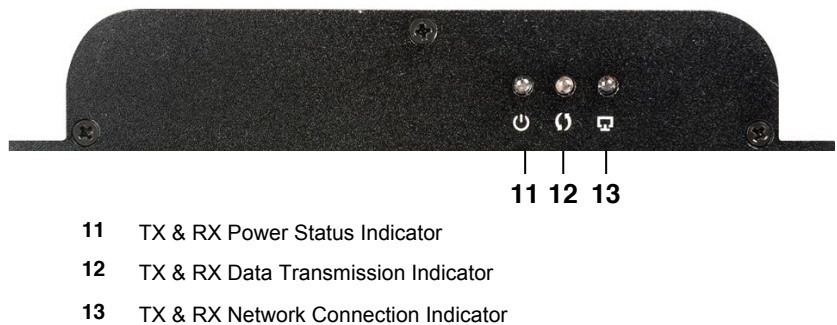 11 12 13
11 TX & RX Power Status Indicator
12 TX & RX Data Transmission Indicator
13 TX & RX Network Connection Indicator